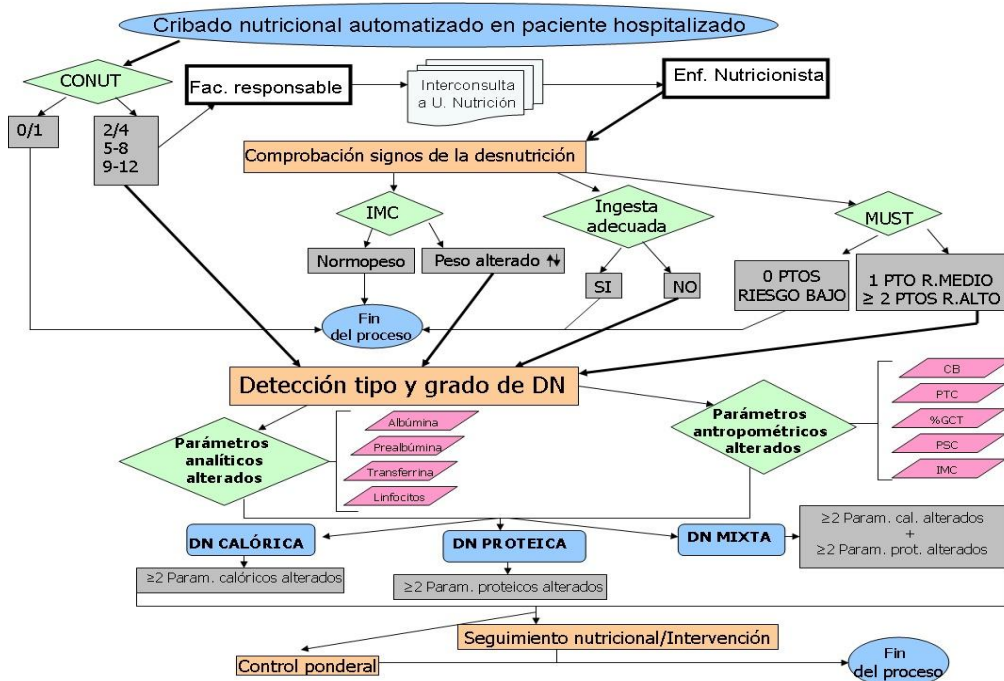 Cribado nutricional automatizado en paciente hospitalizado
CONUT
Fac. responsable
Interconsulta
a U. Nutrición
Enf. Nutricionista
0/1
2/4
5-8
9-12
Comprobación signos de la desnutrición
IMC
Ingesta
adecuada
MUST
Normopeso
Peso alterado
SI
NO
0 PTOS
RIESGO BAJO
1 PTO R.MEDIO
≥ 2 PTOS R.ALTO
Fin
del proceso
Detección tipo y grado de DN
Parámetros
analíticos
alterados
Albúmina
Prealbúmina
Transferrina
Linfocitos
Parámetros
antropométricos
alterados
CB
PTC
%GCT
PSC
IMC
DN CALÓRICA
DN PROTEICA
DN MIXTA
≥2 Param. cal. alterados
+
≥2 Param. prot. alterados
≥2 Param. calóricos alterados
≥2 Param. proteicos alterados
Seguimiento nutricional/Intervención
Control ponderal
Fin
del proceso